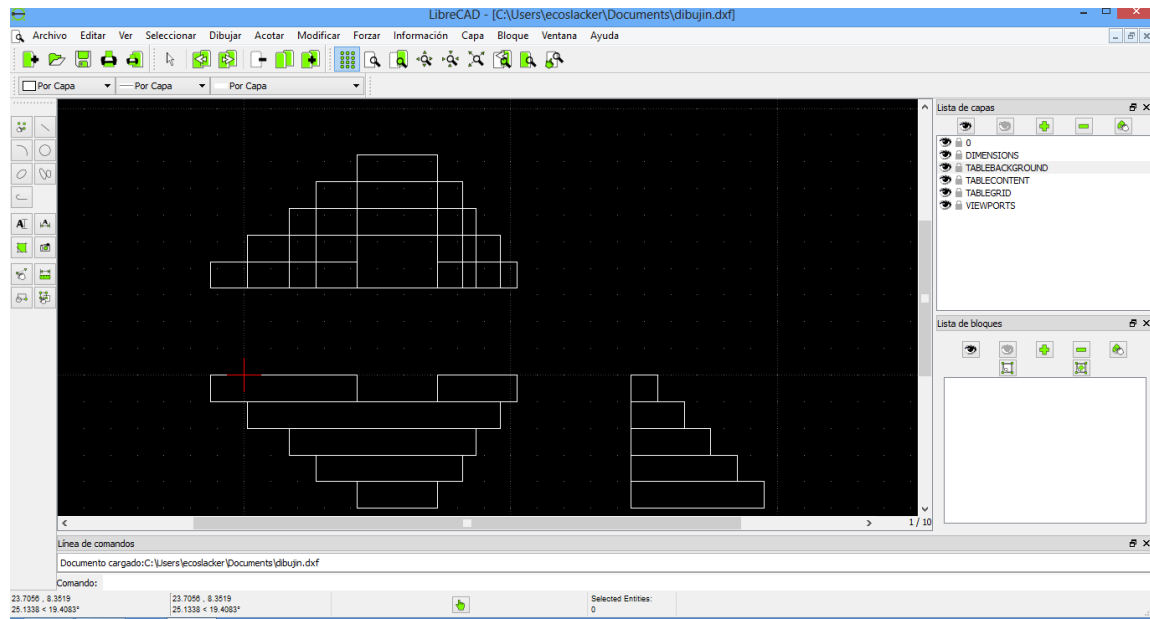 LibreCAD - [C:\Users\ecoslacker\Documents\dibujin.dxf]
Archivo Editar Ver Seleccionar Dibujar Acotar Modificar Forzar Información Capa Bloque Ventana Ayuda
Por Capa Por Capa Por Capa
Lista de capas
0
DIMENSIONS
TABLEBACKGROUND
TABLECONTENT
TABLEGRID
VIEWPORTS
Lista de bloques
1 / 10
Línea de comandos
Documento cargado:C:\Users\ecoslacker\Documents\dibujin.dxf
Comando:
23.7056 , 8.3519 23.7056 , 8.3519 Selected Entities:
25.1338 < 19.4083° 25.1338 < 19.4083° 0